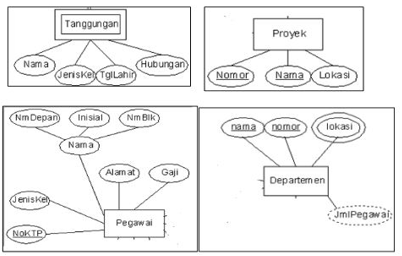 Tanggungan
Nama
JenisKel
TglLahir
Hubungan
Proyek
Nomor
Nama
Lokasi
NmDepan
Inisial
NmBlk
Nama
Alamat
Gaji
JenisKel
Pegawai
NoKTP
nama
nomor
lokasi
Departemen
JmlPegawai